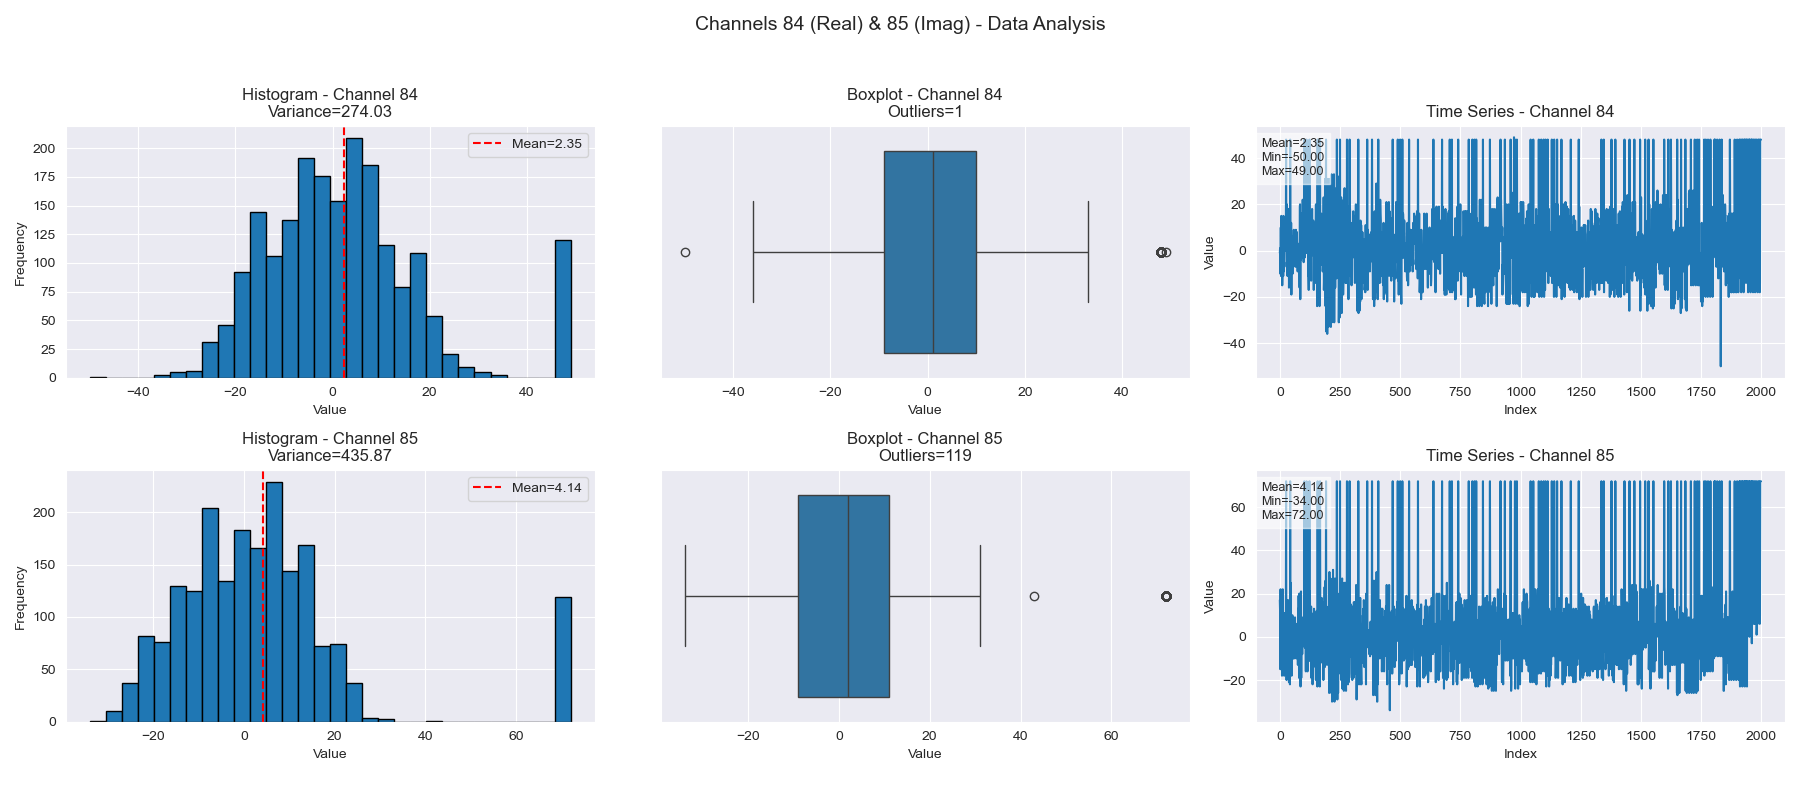 Channels 84 (Real) & 85 (Imag) - Data Analysis
Histogram - Channel 84
Variance=274.03
Mean=2.35
Frequency
200
175
150
125
100
75
50
25
0
−40
−20
0
20
40
Value
Boxplot - Channel 84
Outliers=1
−40
−20
0
20
40
Value
Time Series - Channel 84
Mean=2.35
Min=-50.00
Max=49.00
Value
40
20
0
−20
−40
0
250
500
750
1000
1250
1500
1750
2000
Index
Histogram - Channel 85
Variance=435.87
Mean=4.14
Frequency
200
150
100
50
0
−20
0
20
40
60
Value
Boxplot - Channel 85
Outliers=119
−20
0
20
40
60
Value
Time Series - Channel 85
Mean=4.14
Min=-34.00
Max=72.00
Value
60
40
20
0
−20
0
250
500
750
1000
1250
1500
1750
2000
Index